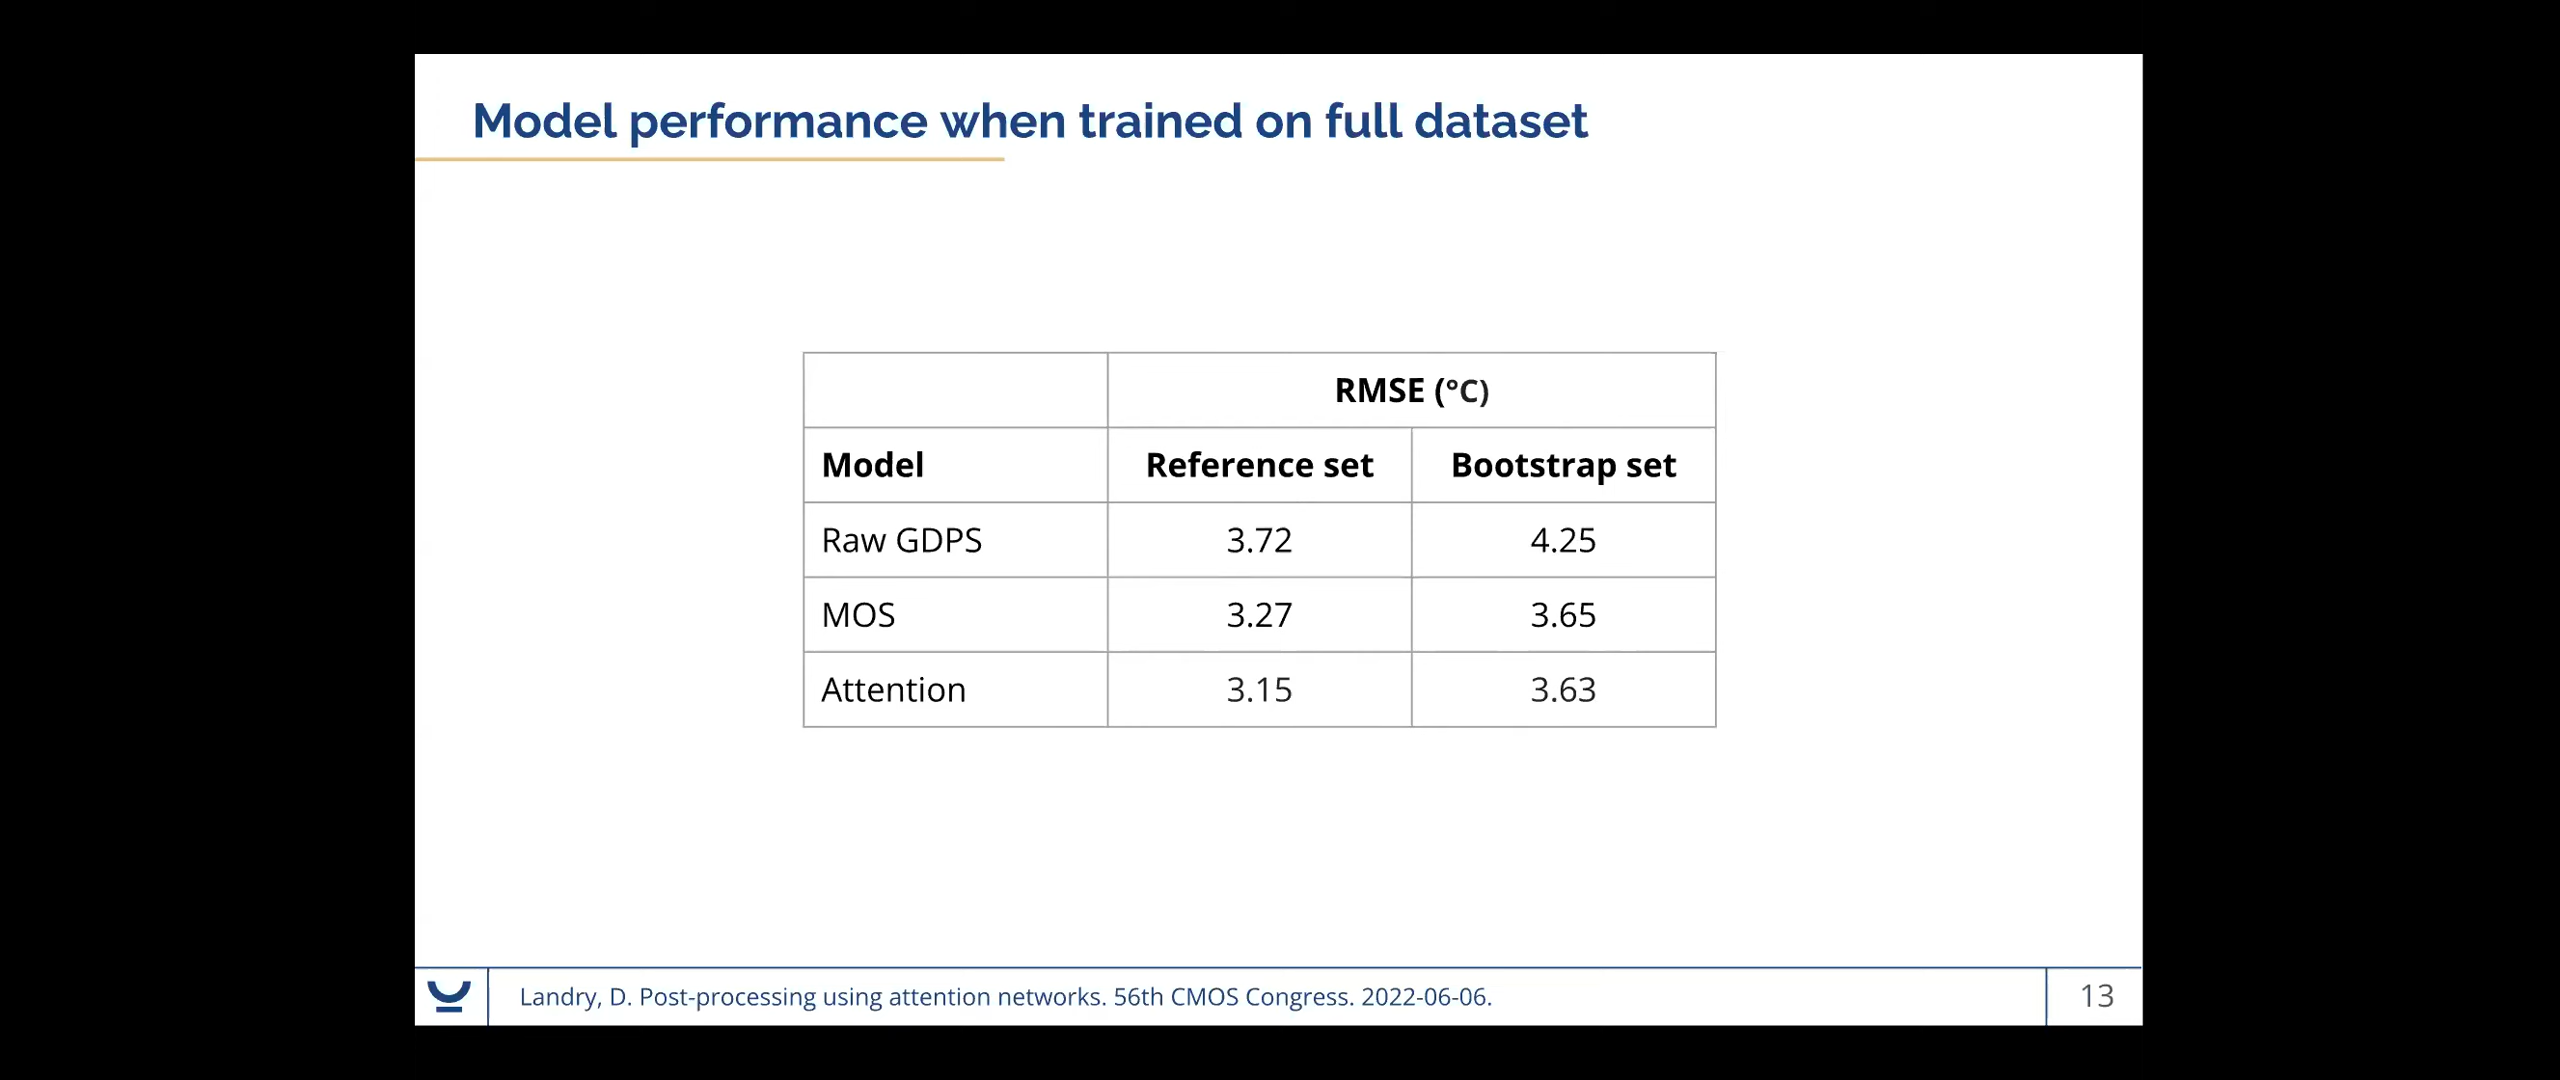 Model performance when trained on full dataset
RMSE (°C)
Model Reference set Bootstrap set
Raw GDPS 3.72 4.25
MOS 3.27 3.65
Attention 3.15 3.63
Landry, D. Post-processing using attention networks. 56th CMOS Congress. 2022-06-06. 13